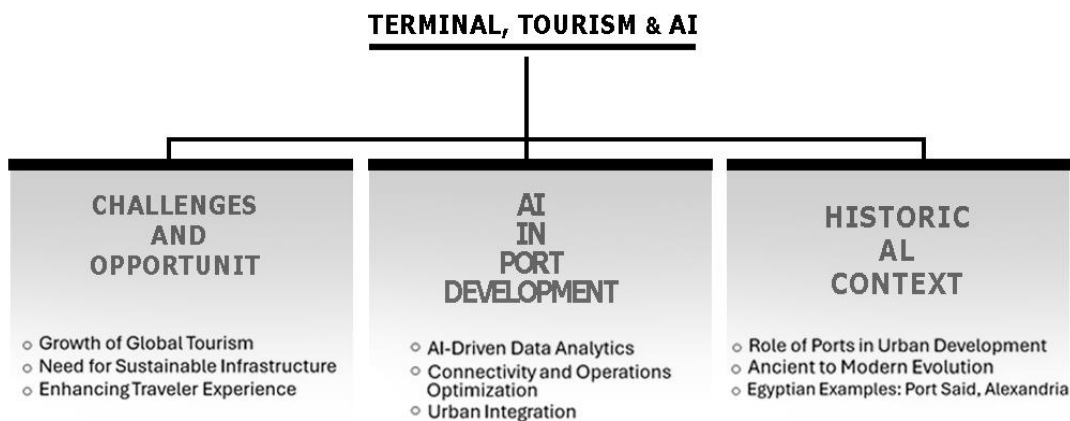 TERMINAL, TOURISM & AI
CHALLENGES
AND
OPPORTUNIT
○ Growth of Global Tourism
○ Need for Sustainable Infrastructure
○ Enhancing Traveler Experience
AI
IN
PORT
DEVELOPMENT
○ AI-Driven Data Analytics
○ Connectivity and Operations
Optimization
○ Urban Integration
HISTORIC
AL
CONTEXT
○ Role of Ports in Urban Development
○ Ancient to Modern Evolution
○ Egyptian Examples: Port Said, Alexandria